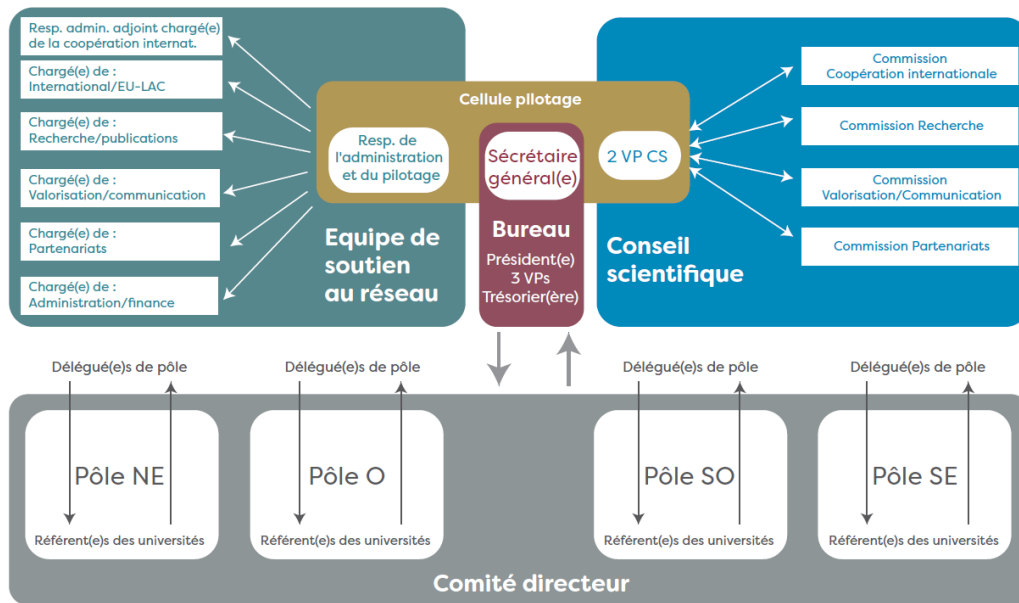 Resp. admin. adjoint chargé(e)
de la coopération internat.
Chargé(e) de :
International/EU-LAC
Chargé(e) de :
Recherche/publications
Chargé(e) de :
Valorisation/communication
Chargé(e) de :
Partenariats
Chargé(e) de :
Administration/finance
Equipe de
soutien
au réseau
Cellule pilotage
Resp. de
l'administration
et du pilotage
Sécrétaire
général(e)
2 VP CS
Bureau
Président(e)
3 VPs
Trésorier(ère)
Conseil
scientifique
Commission
Coopération internationale
Commission Recherche
Commission
Valorisation/Communication
Commission Partenariats
Délégué(e)s de pôle
Délégué(e)s de pôle
Délégué(e)s de pôle
Délégué(e)s de pôle
Pôle NE
Pôle O
Pôle SO
Pôle SE
Référent(e)s des universités
Référent(e)s des universités
Référent(e)s des universités
Référent(e)s des universités
Comité directeur